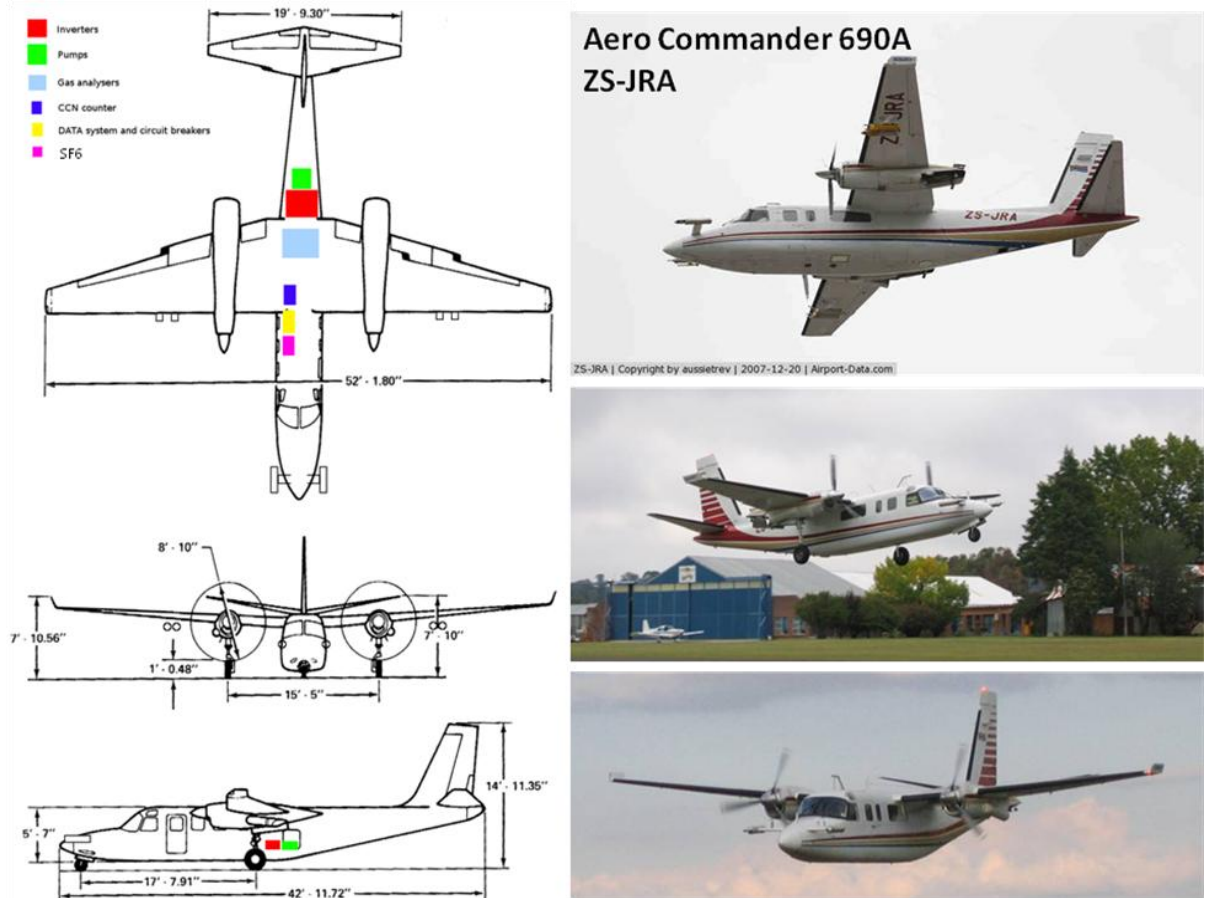 19' - 9.30"
Inverters
Pumps
Gas analysers
CCN counter
DATA system and circuit breakers
SF6
52' - 1.80"
8' - 10"
7' - 10.56"
7' - 10"
1' - 0.48"
15' - 5"
14' - 11.35"
5' - 7"
17' - 7.91"
42' - 11.72"
Aero Commander 690A
ZS-JRA
ZS-JRA
ZS-JRA
ZS-JRA | Copyright by aussietrev | 2007-12-20 | Airport-Data.com